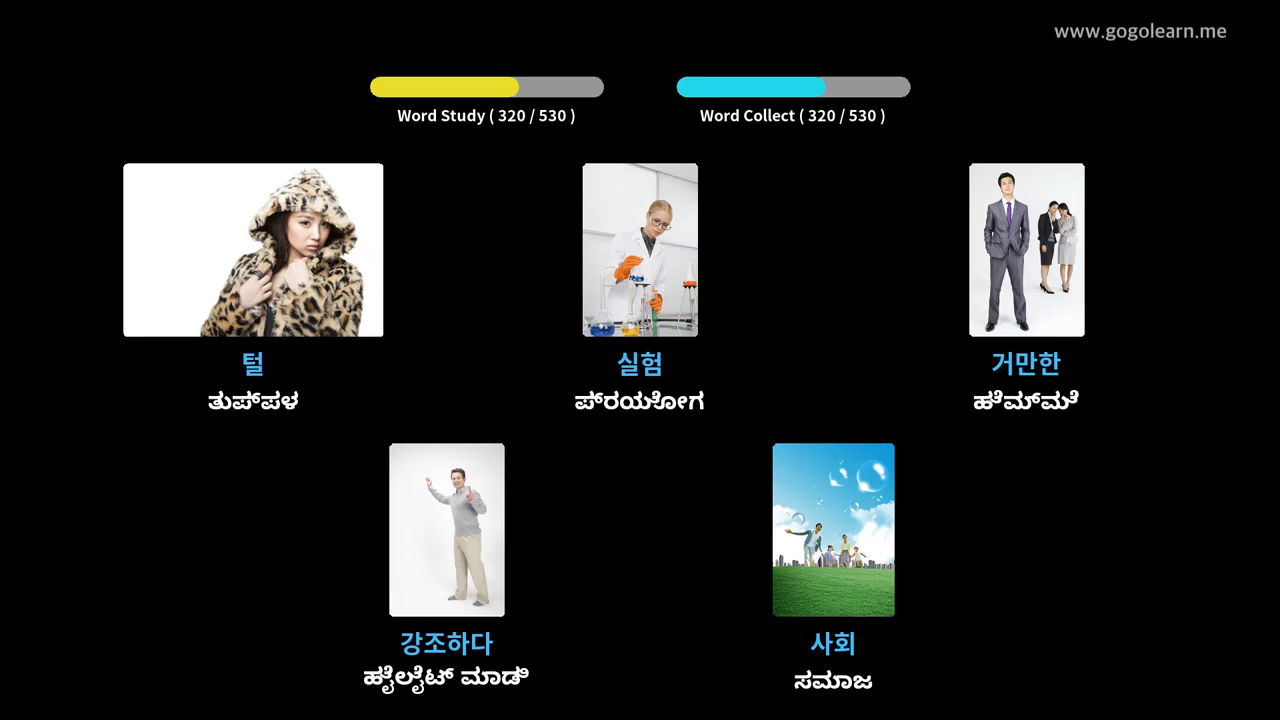 www.gogolearn.me
Word Study ( 320 / 530 )
Word Collect ( 320 / 530 )
털
ತುಪ್ಪಳ
실험
ಪ್ರಯೋಗ
거만한
ಹೆಮ್ಮೆ
강조하다
ಹೈಲೈಟ್ ಮಾಡಿ
사회
ಸಮಾಜ